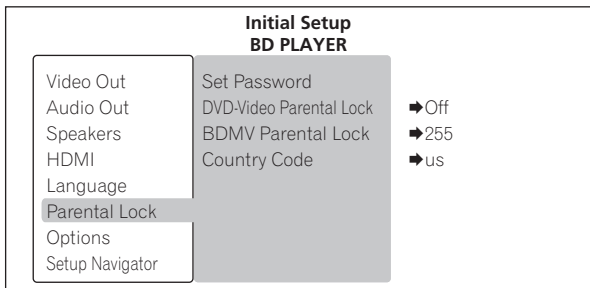 Initial Setup
BD PLAYER
Video Out
Audio Out
Speakers
HDMI
Language
Parental Lock
Options
Setup Navigator
Set Password
DVD-Video Parental Lock ➡Off
BDMV Parental Lock ➡255
Country Code ➡us